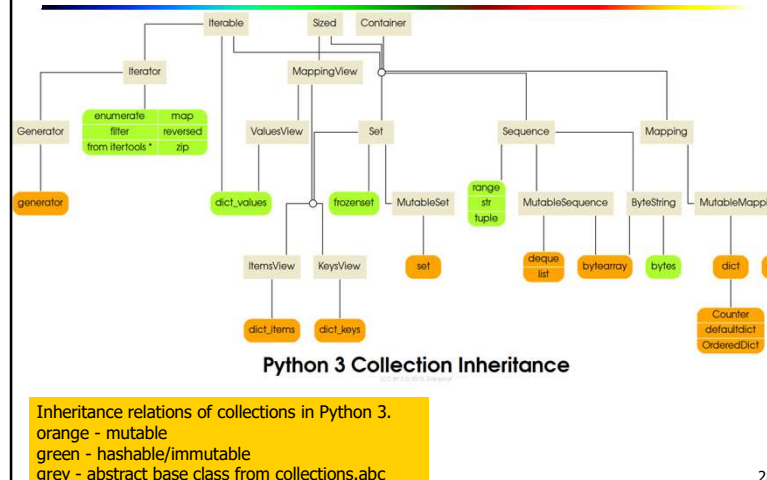 Iterable Sized Container
Iterator MappingView
enumerate map
Generator filter reversed ValuesView Set Sequence Mapping
from itertools * zip
generator dict_values frozenset MutableSet
range
str
tuple
MutableSequence ByteString MutableMappi
ItemsView KeysView set
deque
list
bytearray bytes dict
dict_items dict_keys
Counter
defaultdict
OrderedDict
Python 3 Collection Inheritance
Inheritance relations of collections in Python 3.
orange - mutable
green - hashable/immutable
grey - abstract base class from collections.abc